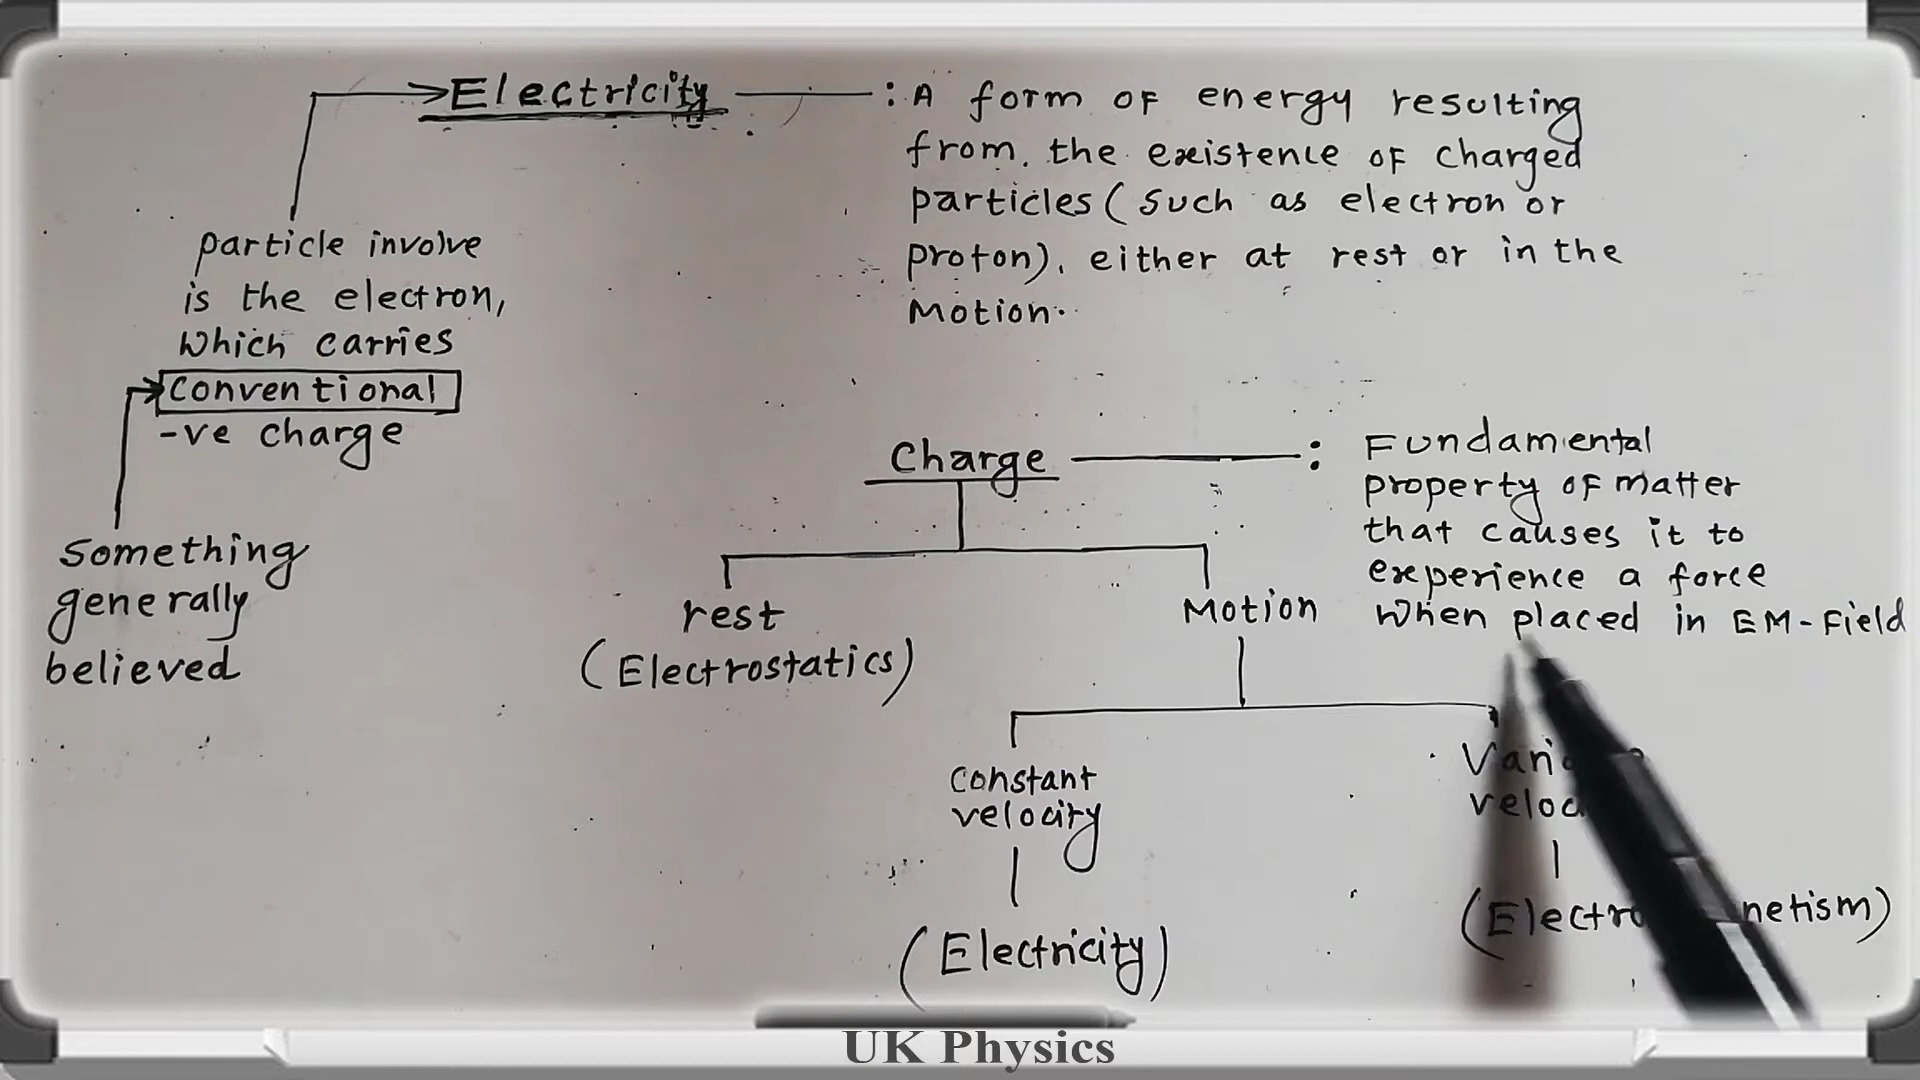 Electricity
: A form of energy resulting
from. the existence of charged
particles (such as electron or
proton), either at rest or in the
Motion.
particle involve
is the electron,
which carries
conventional
-ve charge
something
generally
believed
Charge
: Fundamental
property of matter
that causes it to
experience a force
when placed in EM-Field
rest
(Electrostatics)
Motion
constant
velocity
(Electricity)
UK Physics